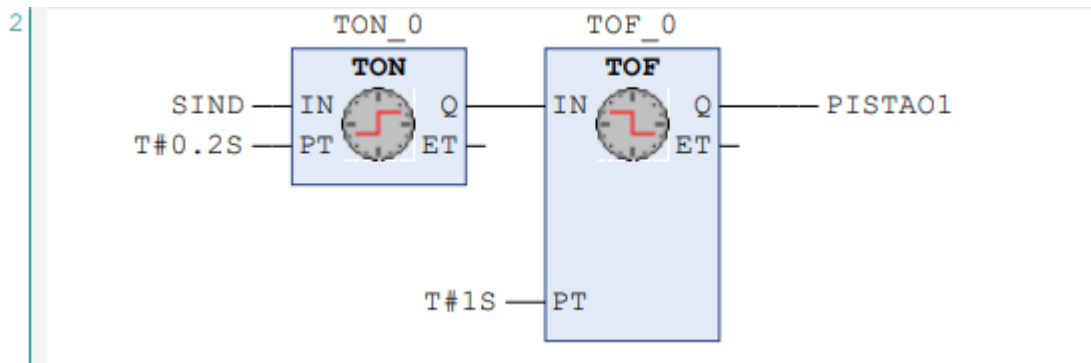 2
TON_0 TOF_0
TON TOF
SIND IN Q IN Q PISTAO1
T#0.2S PT ET ET
T#1S PT